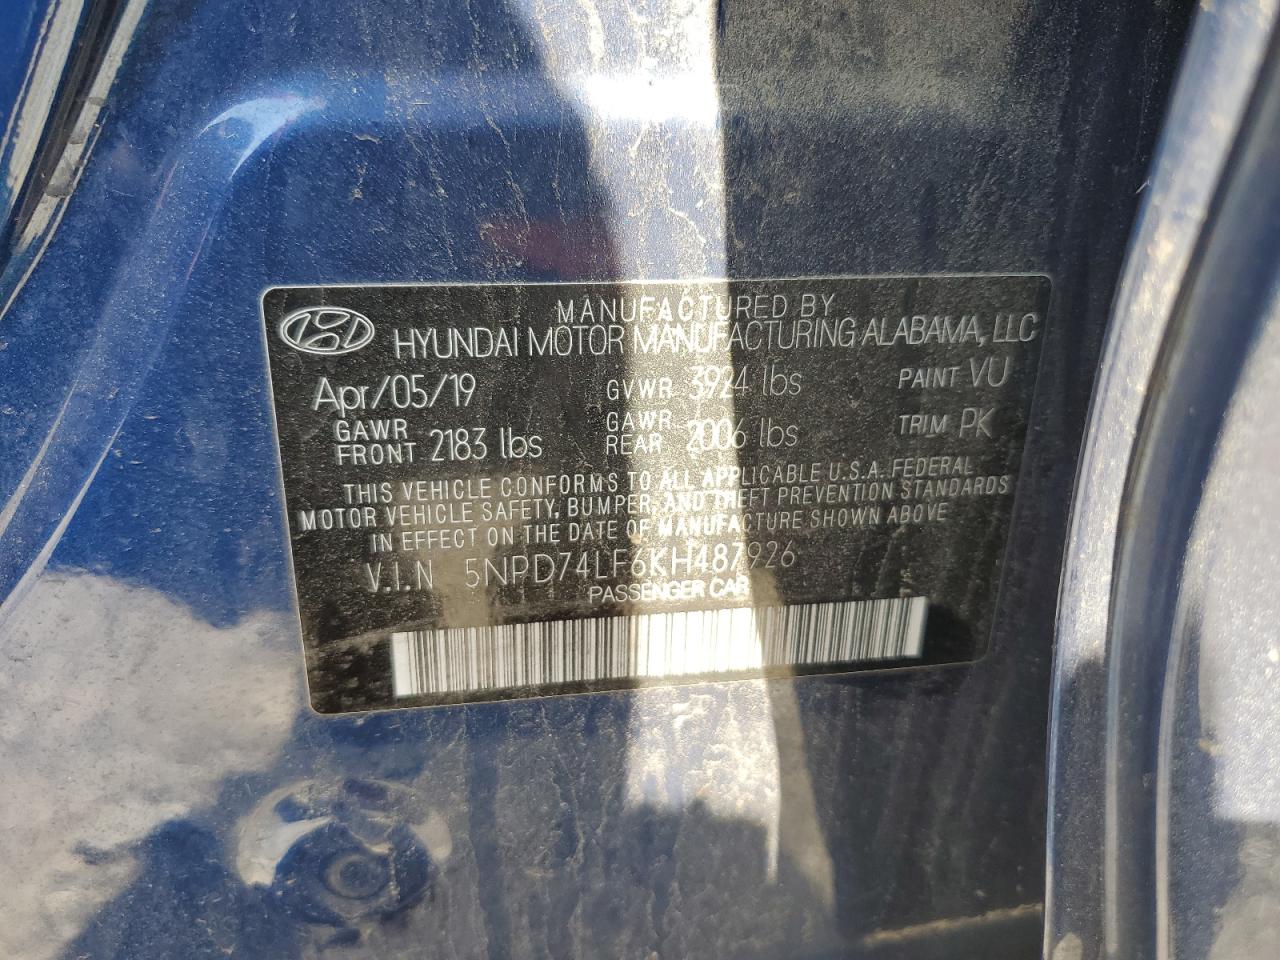 MANUFACTURED BY
HYUNDAI MOTOR MANUFACTURING ALABAMA, LLC
Apr/05/19 GVWR 3924 lbs PAINT VU
GAWR FRONT 2183 lbs GAWR REAR 2006 lbs TRIM PK
THIS VEHICLE CONFORMS TO ALL APPLICABLE U.S.A. FEDERAL
MOTOR VEHICLE SAFETY, BUMPER, AND THEFT PREVENTION STANDARDS
IN EFFECT ON THE DATE OF MANUFACTURE SHOWN ABOVE
V.I.N 5NPD74LF6KH487926
PASSENGER CAR